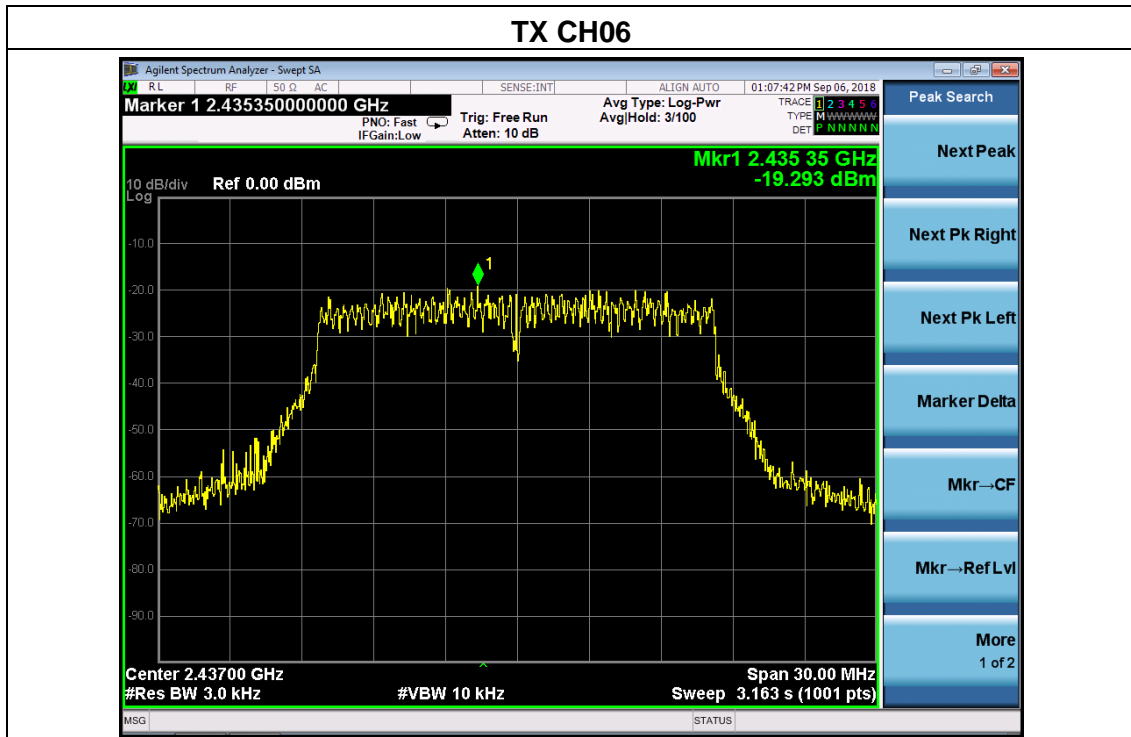 TX CH06
Agilent Spectrum Analyzer - Swept SA
LXI RL RF 50 Ω AC SENSE:INT ALIGN AUTO 01:07:42 PM Sep 06, 2018
Marker 1 2.435350000000 GHz
PNO: Fast
IFGain:Low
Trig: Free Run
Atten: 10 dB
Avg Type: Log-Pwr
Avg|Hold: 3/100
TRACE 1 2 3 4 5 6
TYPE M WWWWW
DET P N N N N N
Peak Search
Mkr1 2.435 35 GHz
-19.293 dBm
10 dB/div Ref 0.00 dBm
Log
1
-10.0
-20.0
-30.0
-40.0
-50.0
-60.0
-70.0
-80.0
-90.0
Center 2.43700 GHz
Span 30.00 MHz
#Res BW 3.0 kHz
#VBW 10 kHz
Sweep 3.163 s (1001 pts)
Next Peak
Next Pk Right
Next Pk Left
Marker Delta
Mkr→CF
Mkr→Ref Lvl
More
1 of 2
MSG
STATUS